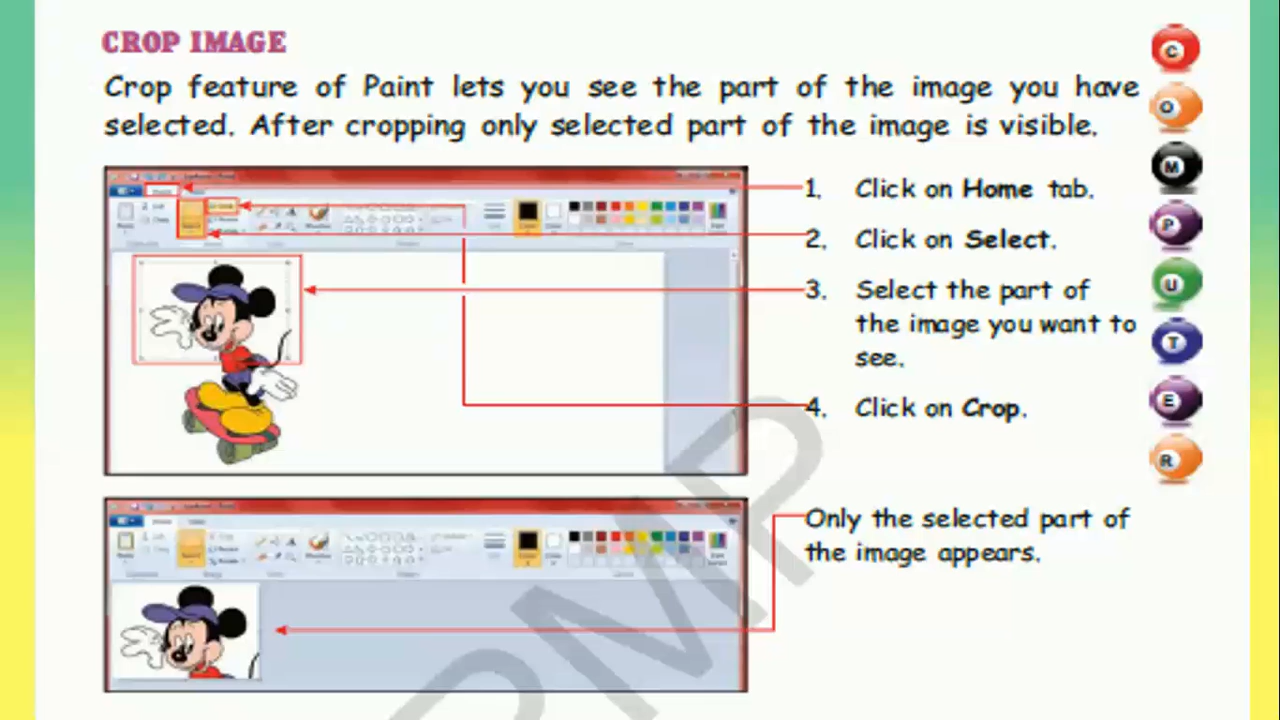 CROP IMAGE
Crop feature of Paint lets you see the part of the image you have
selected. After cropping only selected part of the image is visible.
1. Click on Home tab.
2. Click on Select.
3. Select the part of
the image you want to
see.
4. Click on Crop.
Only the selected part of
the image appears.
C
O
M
P
U
T
E
R
PMP